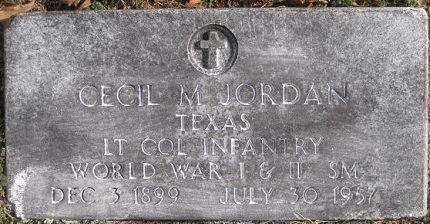 CECIL M JORDAN
TEXAS
LT COL INFANTRY
WORLD WAR I & II SM
DEC 3 1899 JULY 30 1957